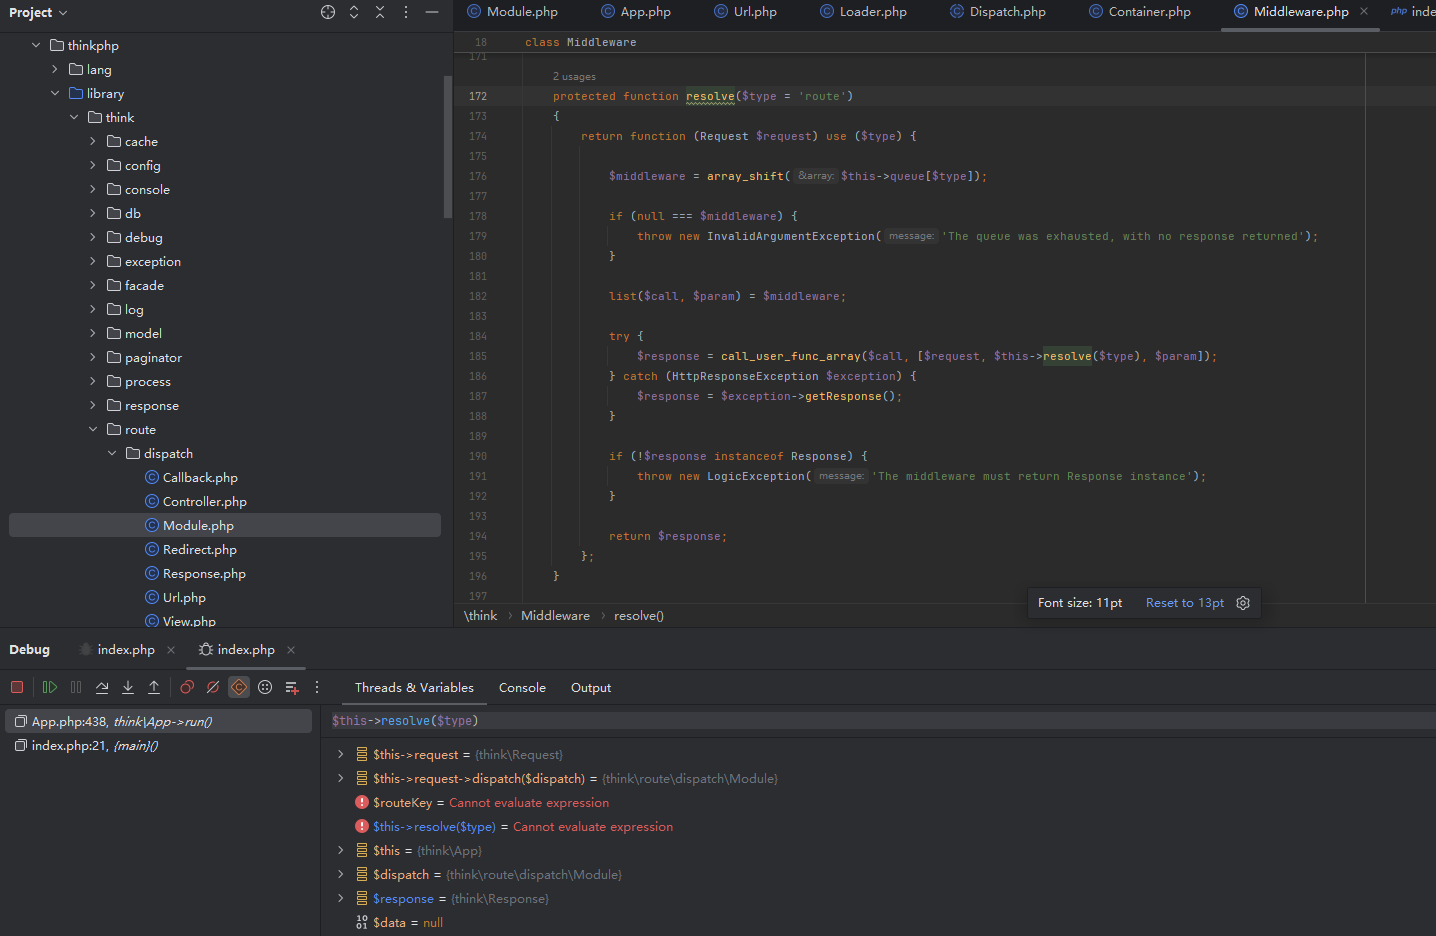 Project
Module.php
App.php
Url.php
Loader.php
Dispatch.php
Container.php
Middleware.php
php inde
thinkphp
lang
library
think
cache
config
console
db
debug
exception
facade
log
model
paginator
process
response
route
dispatch
Callback.php
Controller.php
Module.php
Redirect.php
Response.php
Url.php
View.php
18 class Middleware
171
2 usages
172 protected function resolve($type = 'route')
173 {
174 return function (Request $request) use ($type) {
175
176 $middleware = array_shift( &array: $this->queue[$type]);
177
178 if (null === $middleware) {
179 throw new InvalidArgumentException( message: 'The queue was exhausted, with no response returned');
180 }
181
182 list($call, $param) = $middleware;
183
184 try {
185 $response = call_user_func_array($call, [$request, $this->resolve($type), $param]);
186 } catch (HttpResponseException $exception) {
187 $response = $exception->getResponse();
188 }
189
190 if (!$response instanceof Response) {
191 throw new LogicException( message: 'The middleware must return Response instance');
192 }
193
194 return $response;
195 };
196 }
197
Font size: 11pt Reset to 13pt
\think > Middleware > resolve()
Debug
index.php
index.php
Threads & Variables
Console
Output
App.php:438, think\App->run()
index.php:21, {main}()
$this->resolve($type)
$this->request = {think\Request}
$this->request->dispatch($dispatch) = {think\route\dispatch\Module}
$routeKey = Cannot evaluate expression
$this->resolve($type) = Cannot evaluate expression
$this = {think\App}
$dispatch = {think\route\dispatch\Module}
$response = {think\Response}
$data = null